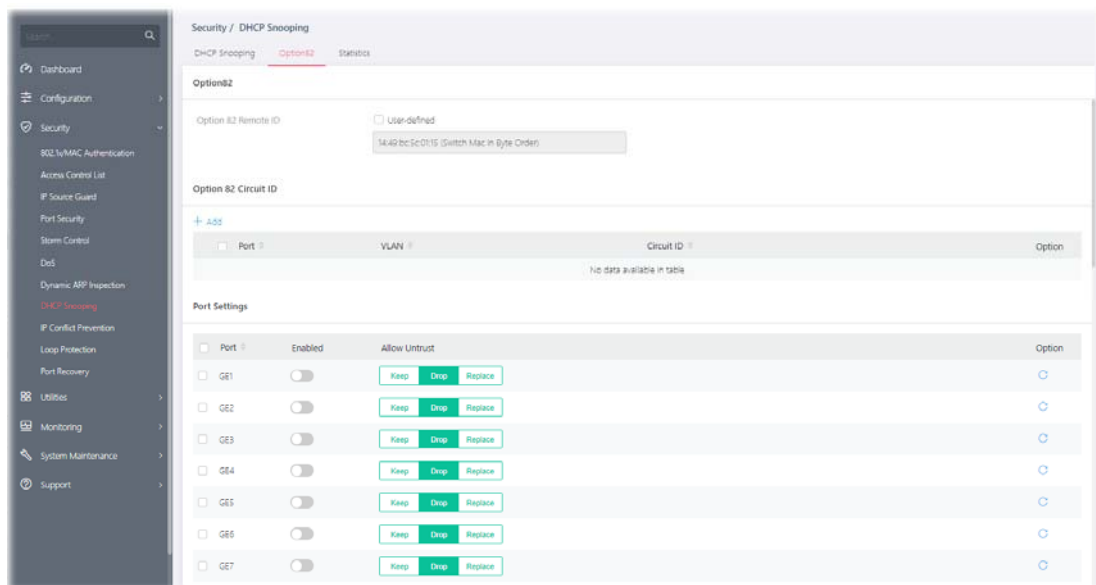 Search...
Dashboard
Configuration
Security
802.1x/MAC Authentication
Access Control List
IP Source Guard
Port Security
Storm Control
DoS
Dynamic ARP Inspection
DHCP Snooping
IP Conflict Prevention
Loop Protection
Port Recovery
Utilities
Monitoring
System Maintenance
Support
Security / DHCP Snooping
DHCP Snooping Option82 Statistics
Option82
Option 82 Remote ID
User-defined
14:49:bc:5c:01:15 (Switch Mac in Byte Order)
Option 82 Circuit ID
+ Add
Port VLAN Circuit ID Option
No data available in table
Port Settings
Port Enabled Allow Untrust Option
GE1 Keep Drop Replace
GE2 Keep Drop Replace
GE3 Keep Drop Replace
GE4 Keep Drop Replace
GE5 Keep Drop Replace
GE6 Keep Drop Replace
GE7 Keep Drop Replace